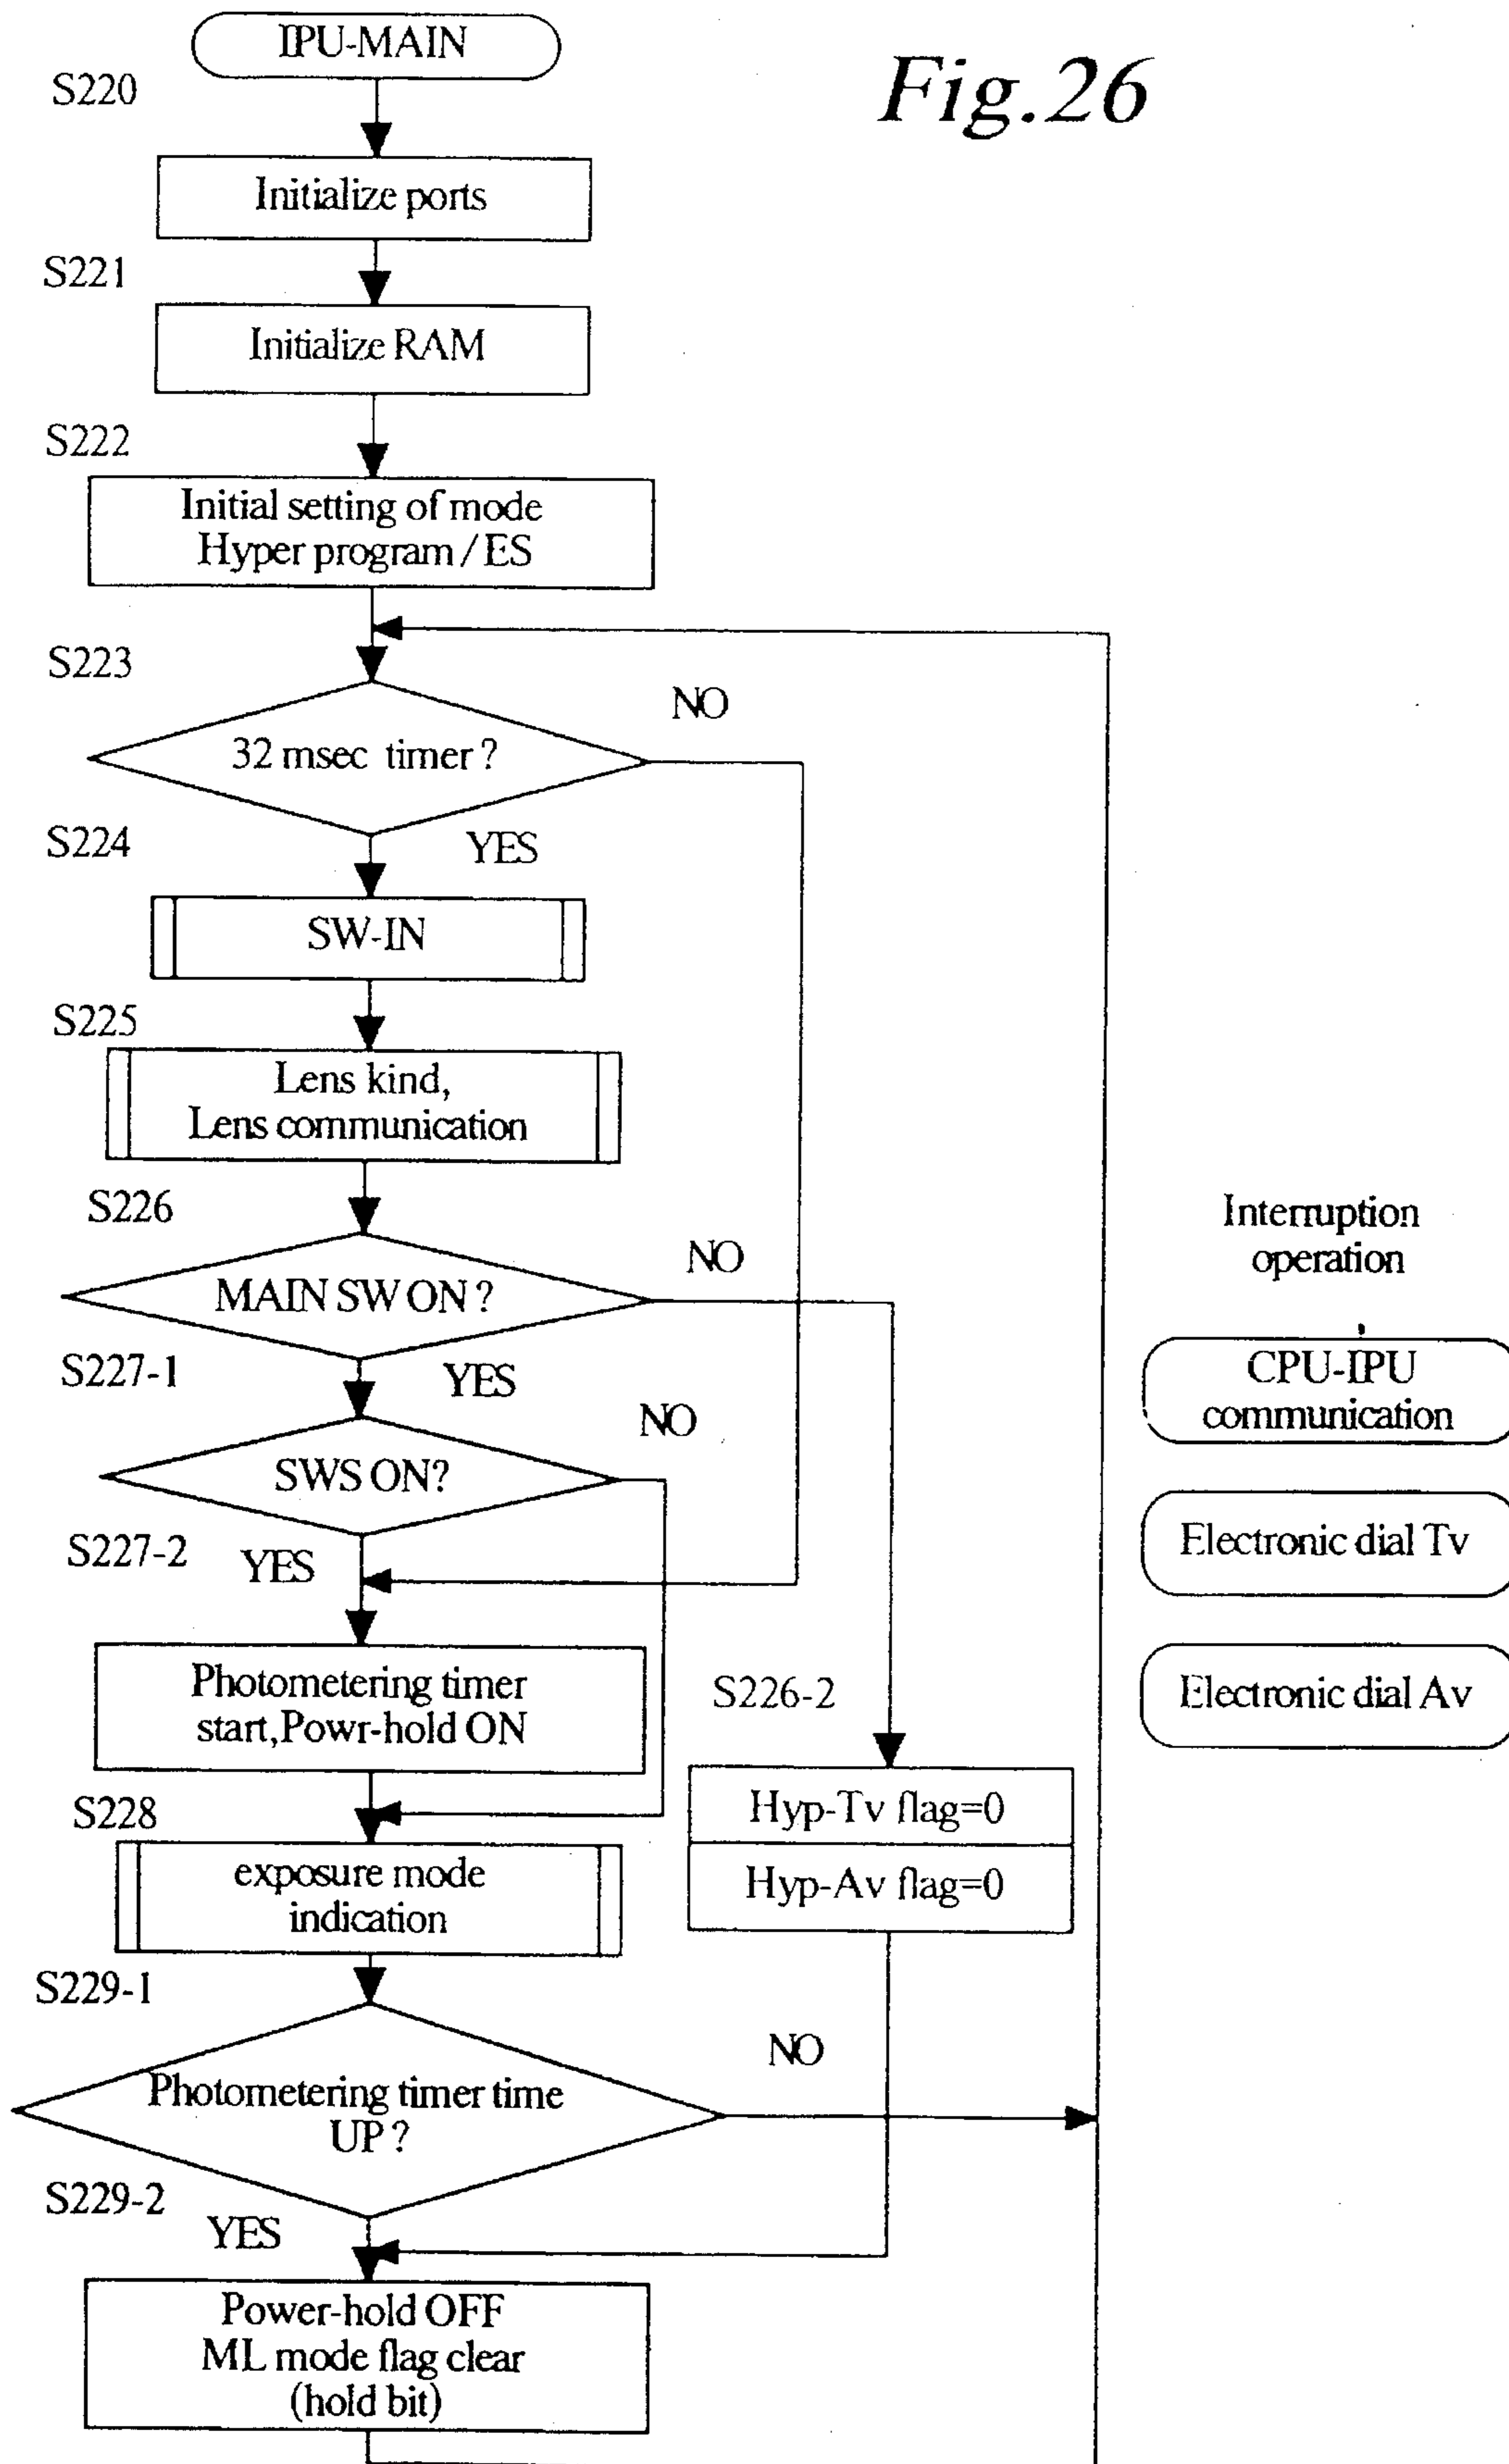 IPU-MAIN
Fig.26
S220
Initialize ports
S221
Initialize RAM
S222
Initial setting of mode
Hyper program / ES
S223
NO
32 msec timer ?
S224
YES
SW-IN
S225
Lens kind,
Lens communication
S226
NO
MAIN SW ON ?
S227-1
YES
NO
SWS ON?
S227-2
YES
Photometering timer
start,Powr-hold ON
S226-2
Hyp-Tv flag=0
Hyp-Av flag=0
S228
exposure mode
indication
S229-1
NO
Photometering timer time
UP ?
S229-2
YES
Power-hold OFF
ML mode flag clear
(hold bit)
Interruption
operation
CPU-IPU
communication
Electronic dial Tv
Electronic dial Av